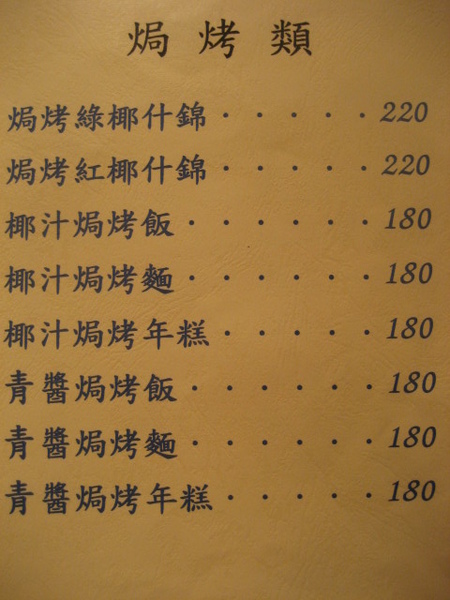 焗烤類
焗烤綠椰什錦 · · · · · 220
焗烤紅椰什錦 · · · · · 220
椰汁焗烤飯 · · · · · · 180
椰汁焗烤麵 · · · · · · 180
椰汁焗烤年糕 · · · · · 180
青醬焗烤飯 · · · · · · 180
青醬焗烤麵 · · · · · · 180
青醬焗烤年糕 · · · · · 180